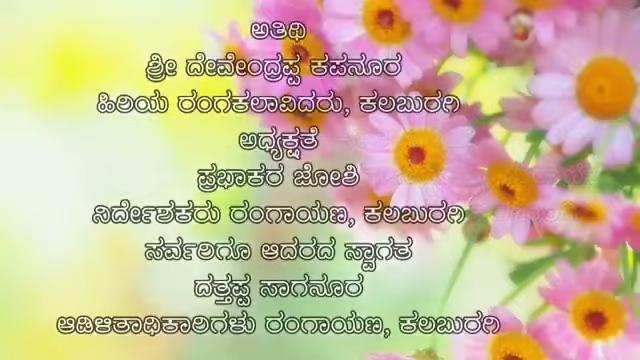 ಅತಿಥಿ
ಶ್ರೀ ದೇವೇಂದ್ರಪ್ಪ ಕಪನೂರ
ಹಿರಿಯ ರಂಗಕಲಾವಿದರು, ಕಲಬುರಗಿ
ಅಧ್ಯಕ್ಷತೆ
ಪ್ರಭಾಕರ ಜೋಶಿ
ನಿರ್ದೇಶಕರು ರಂಗಾಯಣ, ಕಲಬುರಗಿ
ಸರ್ವರಿಗೂ ಆದರದ ಸ್ವಾಗತ
ದತ್ತಪ್ಪ ಸಾಗನೂರ
ಆಡಿಳಿತಾಧಿಕಾರಿಗಳು ರಂಗಾಯಣ, ಕಲಬುರಗಿ